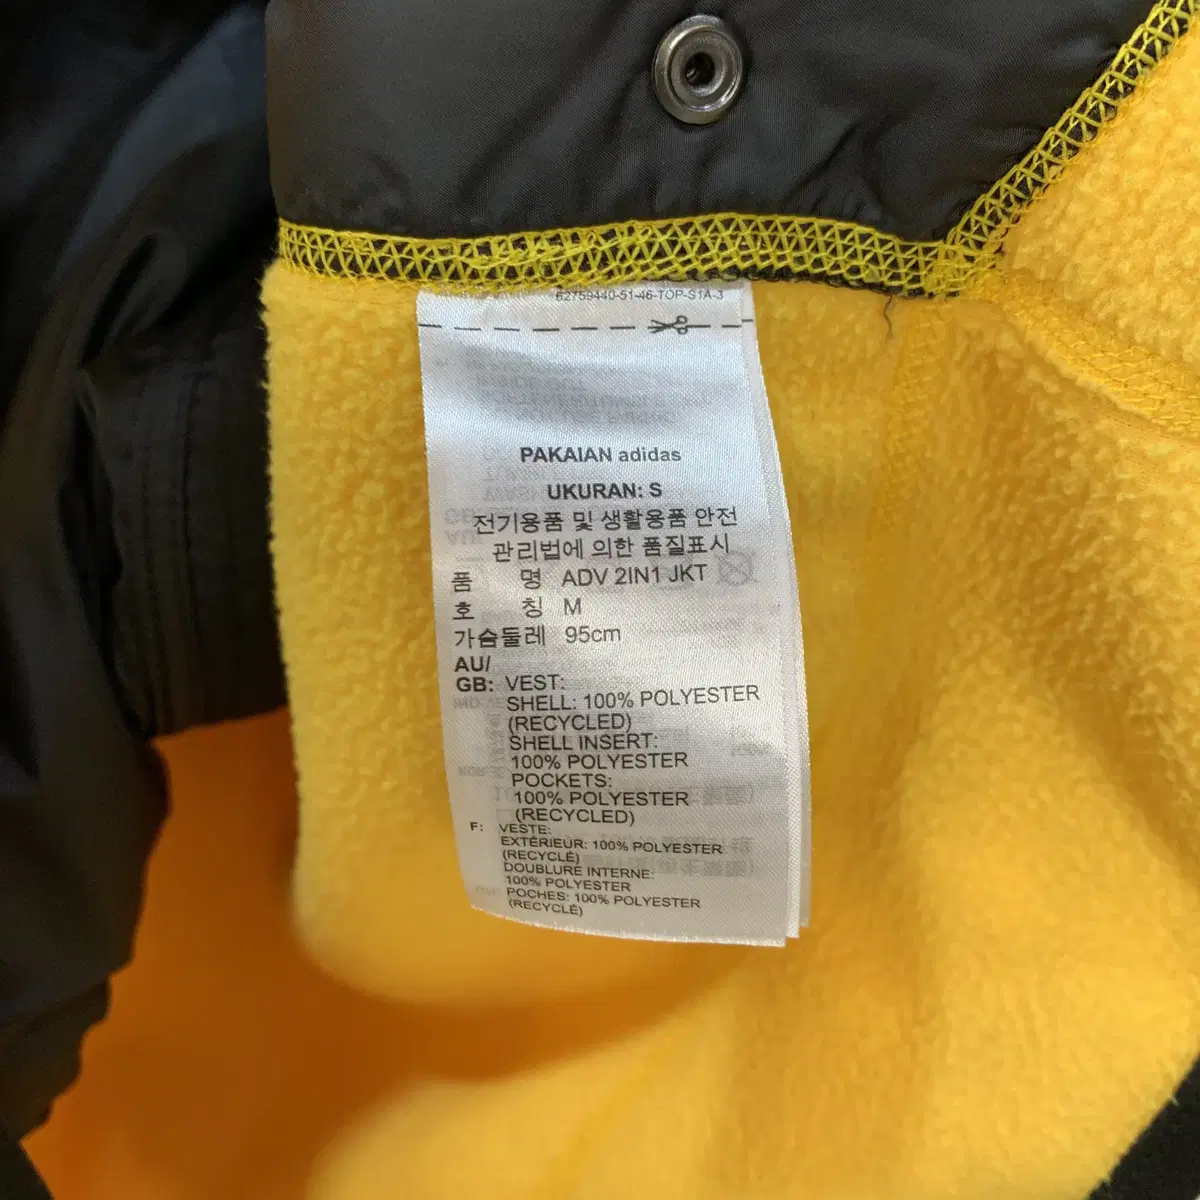 62759440-51-46-TOP-S1A-3
PAKAIAN adidas
UKURAN: S
전기용품 및 생활용품 안전
관리법에 의한 품질표시
품 명 ADV 2IN1 JKT
호 칭 M
가슴둘레 95cm
AU/
GB: VEST:
SHELL: 100% POLYESTER
(RECYCLED)
SHELL INSERT:
100% POLYESTER
POCKETS:
100% POLYESTER
(RECYCLED)
F: VESTE:
EXTÉRIEUR: 100% POLYESTER
(RECYCLÉ)
DOUBLURE INTERNE:
100% POLYESTER
POCHES: 100% POLYESTER
(RECYCLÉ)